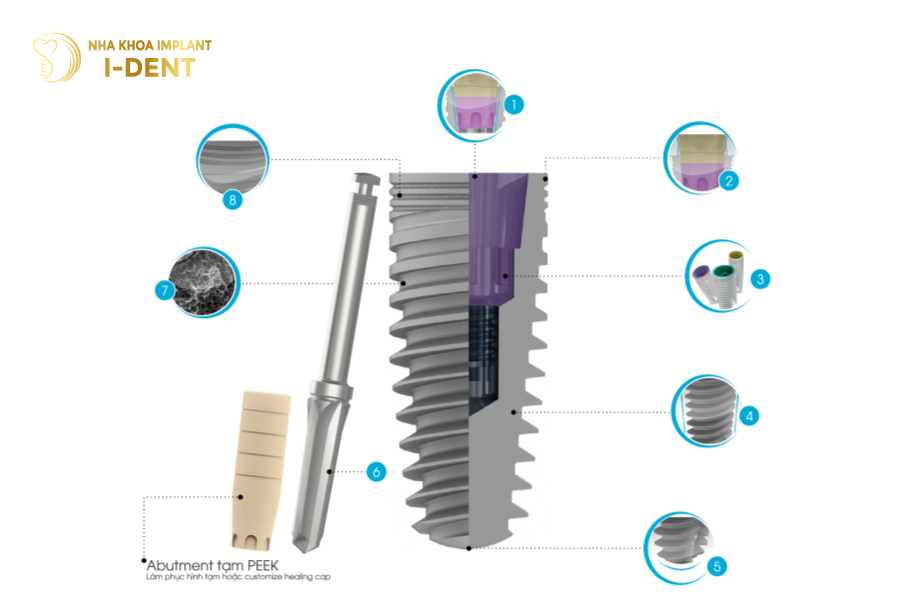 NHA KHOA IMPLANT
I-DENT
1
2
8
3
7
4
6
5
Abutment tạm PEEK
Làm phục hình tạm hoặc customize healing cap